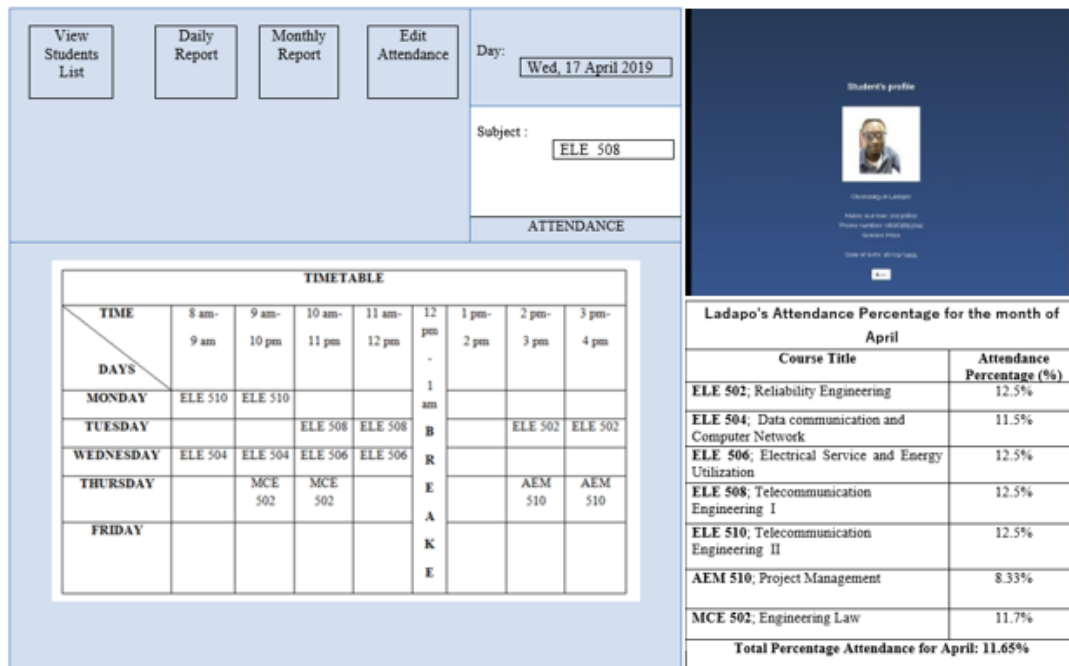 View
Students
List
Daily
Report
Monthly
Report
Edit
Attendance
Day:
Wed, 17 April 2019
Subject :
ELE 508
ATTENDANCE
TIMETABLE
TIME
DAYS
8 am-
9 am
9 am-
10 pm
10 am-
11 pm
11 am-
12 pm
12
pm
-
1
am
1 pm-
2 pm
2 pm-
3 pm
3 pm-
4 pm
MONDAY ELE 510 ELE 510
TUESDAY ELE 508 ELE 508 B ELE 502 ELE 502
WEDNESDAY ELE 504 ELE 504 ELE 506 ELE 506 R
THURSDAY MCE 502 MCE 502 E AEM 510 AEM 510
A
FRIDAY
K
E
Student's profile
Ladapo's Attendance Percentage for the month of
April
Course Title Attendance
Percentage (%)
ELE 502; Reliability Engineering 12.5%
ELE 504; Data communication and 11.5%
Computer Network
ELE 506; Electrical Service and Energy 12.5%
Utilization
ELE 508; Telecommunication 12.5%
Engineering I
ELE 510; Telecommunication 12.5%
Engineering II
AEM 510; Project Management 8.33%
MCE 502; Engineering Law 11.7%
Total Percentage Attendance for April: 11.65%